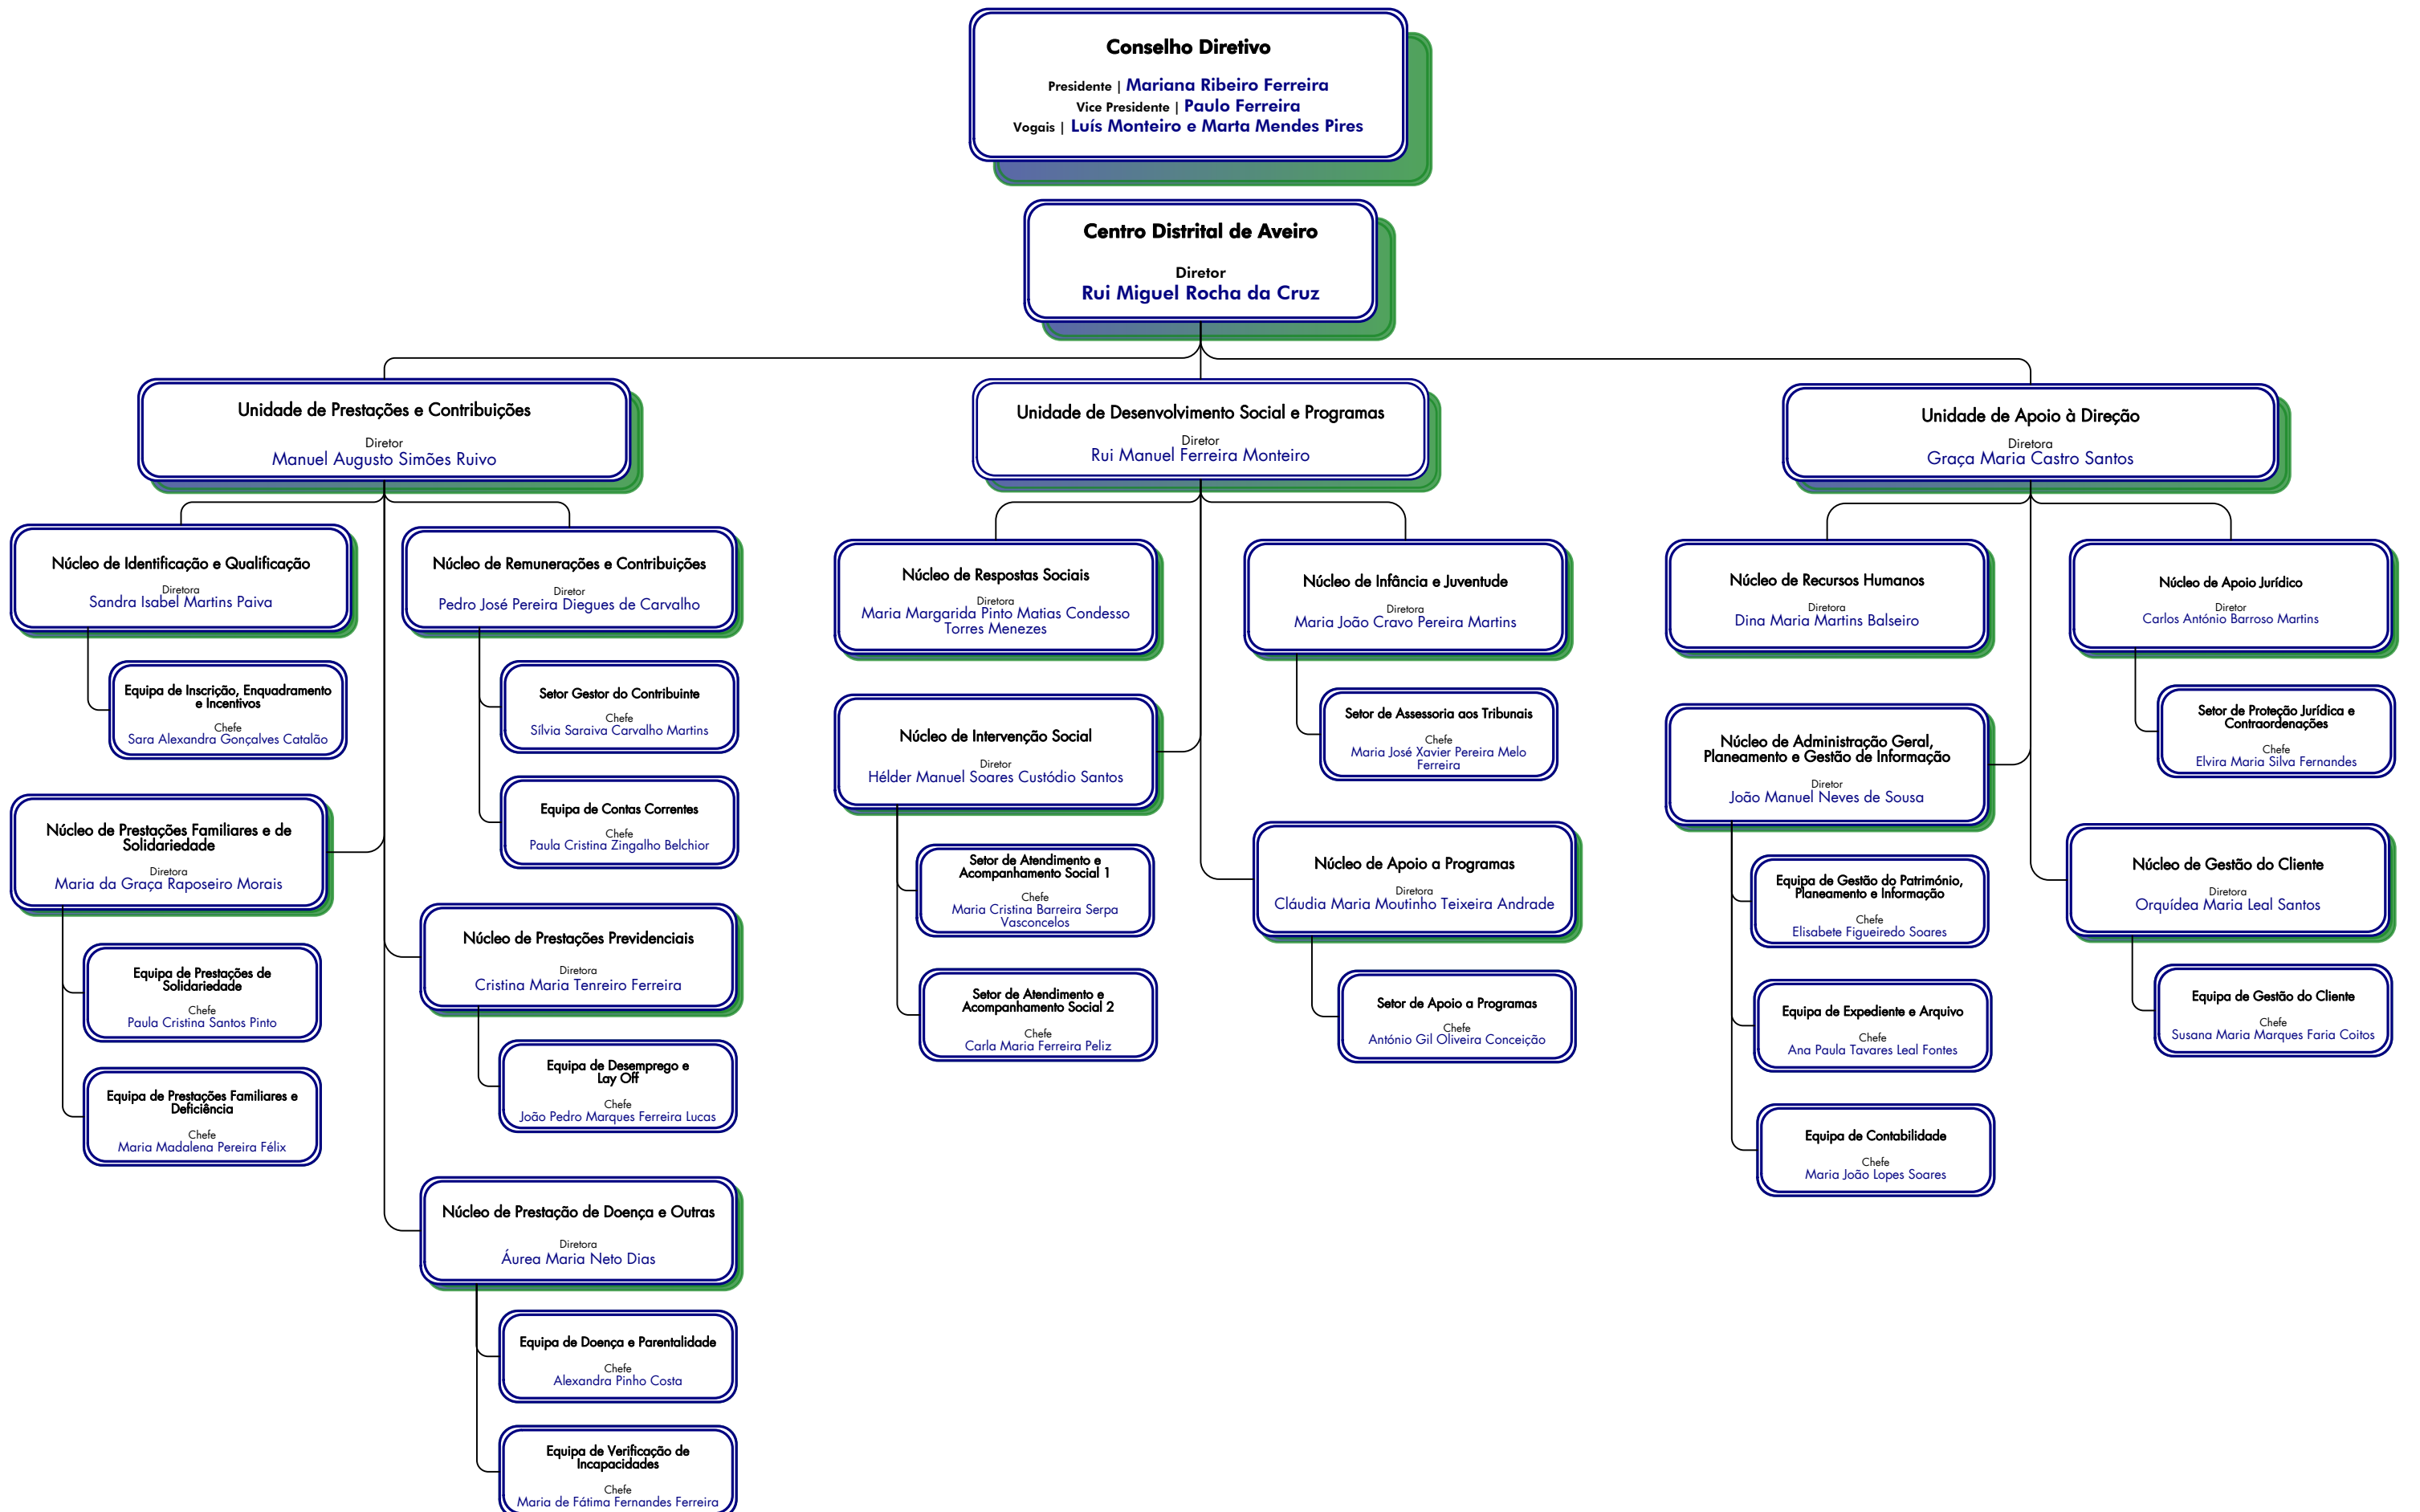 Conselho Diretivo
Presidente | Mariana Ribeiro Ferreira
Vice Presidente | Paulo Ferreira
Vogais | Luís Monteiro e Marta Mendes Pires
Centro Distrital de Aveiro
Diretor
Rui Miguel Rocha da Cruz
Unidade de Prestações e Contribuições
Diretor
Manuel Augusto Simões Ruivo
Núcleo de Identificação e Qualificação
Diretora
Sandra Isabel Martins Paiva
Equipa de Inscrição, Enquadramento
e Incentivos
Chefe
Sara Alexandra Gonçalves Catalão
Núcleo de Prestações Familiares e de
Solidariedade
Diretora
Maria da Graça Raposeiro Morais
Equipa de Prestações de
Solidariedade
Chefe
Paula Cristina Santos Pinto
Equipa de Prestações Familiares e
Deficiência
Chefe
Maria Madalena Pereira Félix
Núcleo de Remunerações e Contribuições
Diretor
Pedro José Pereira Diegues de Carvalho
Setor Gestor do Contribuinte
Chefe
Sílvia Saraiva Carvalho Martins
Equipa de Contas Correntes
Chefe
Paula Cristina Zingalho Belchior
Núcleo de Prestações Previdenciais
Diretora
Cristina Maria Tenreiro Ferreira
Equipa de Desemprego e
Lay Off
Chefe
João Pedro Marques Ferreira Lucas
Núcleo de Prestação de Doença e Outras
Diretora
Áurea Maria Neto Dias
Equipa de Doença e Parentalidade
Chefe
Alexandra Pinho Costa
Equipa de Verificação de
Incapacidades
Chefe
Maria de Fátima Fernandes Ferreira
Unidade de Desenvolvimento Social e Programas
Diretor
Rui Manuel Ferreira Monteiro
Núcleo de Respostas Sociais
Diretora
Maria Margarida Pinto Matias Condesso
Torres Menezes
Núcleo de Intervenção Social
Diretor
Hélder Manuel Soares Custódio Santos
Setor de Atendimento e
Acompanhamento Social 1
Chefe
Maria Cristina Barreira Serpa
Vasconcelos
Setor de Atendimento e
Acompanhamento Social 2
Chefe
Carla Maria Ferreira Peliz
Núcleo de Infância e Juventude
Diretora
Maria João Cravo Pereira Martins
Setor de Assessoria aos Tribunais
Chefe
Maria José Xavier Pereira Melo
Ferreira
Núcleo de Apoio a Programas
Diretora
Cláudia Maria Moutinho Teixeira Andrade
Setor de Apoio a Programas
Chefe
António Gil Oliveira Conceição
Unidade de Apoio à Direção
Diretora
Graça Maria Castro Santos
Núcleo de Recursos Humanos
Diretora
Dina Maria Martins Balseiro
Núcleo de Administração Geral,
Planeamento e Gestão de Informação
Diretor
João Manuel Neves de Sousa
Equipa de Gestão do Património,
Planeamento e Informação
Chefe
Elisabete Figueiredo Soares
Equipa de Expediente e Arquivo
Chefe
Ana Paula Tavares Leal Fontes
Equipa de Contabilidade
Chefe
Maria João Lopes Soares
Núcleo de Apoio Jurídico
Diretor
Carlos António Barroso Martins
Setor de Proteção Jurídica e
Contraordenações
Chefe
Elvira Maria Silva Fernandes
Núcleo de Gestão do Cliente
Diretora
Orquídea Maria Leal Santos
Equipa de Gestão do Cliente
Chefe
Susana Maria Marques Faria Coitos